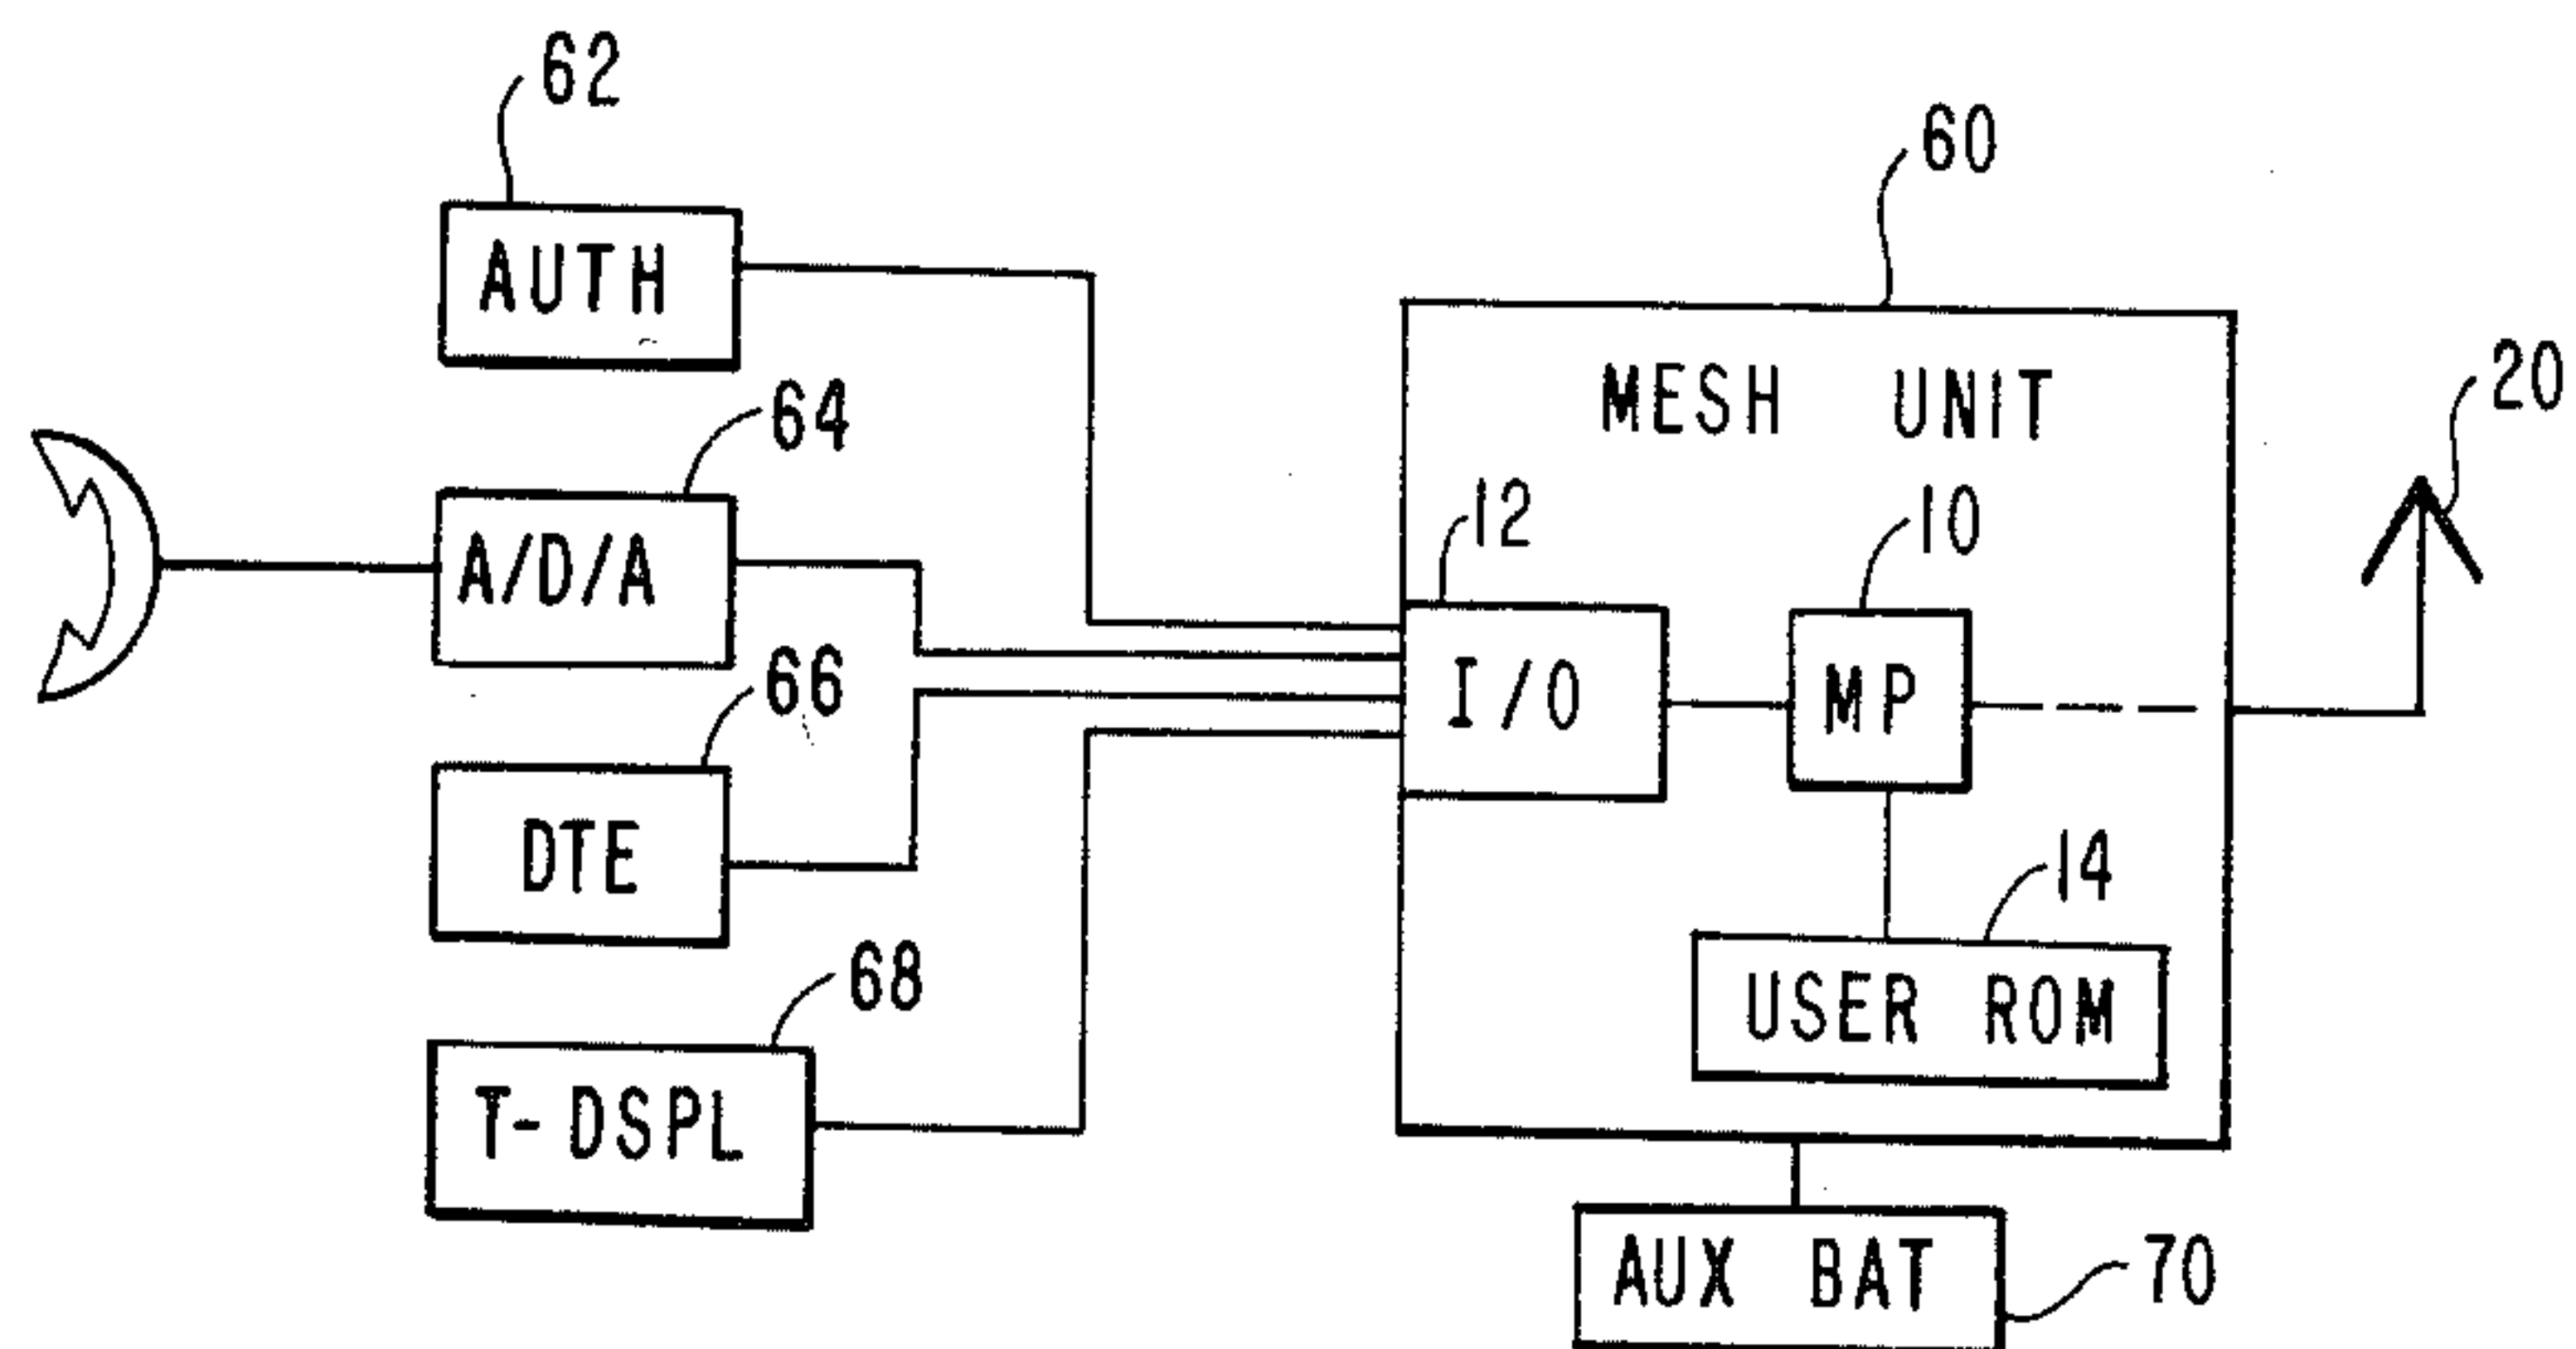 62
AUTH
60
MESH UNIT
20
64
A/D/A
12
10
I/O
MP
66
DTE
14
USER ROM
68
T-DSPL
AUX BAT
70